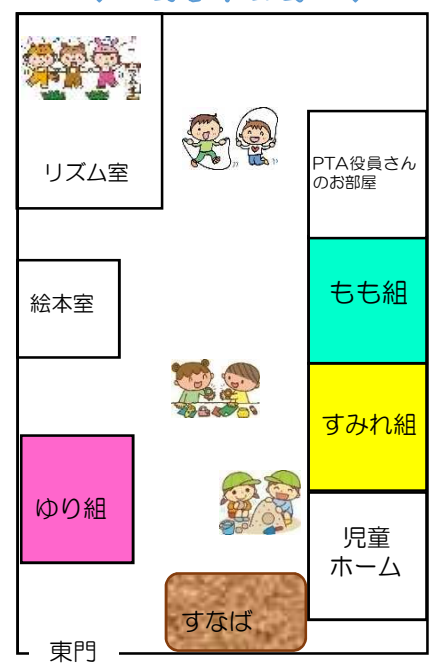 リズム室
PTA役員さん
のお部屋
絵本室
もも組
すみれ組
ゆり組
児童
ホーム
すなば
東門